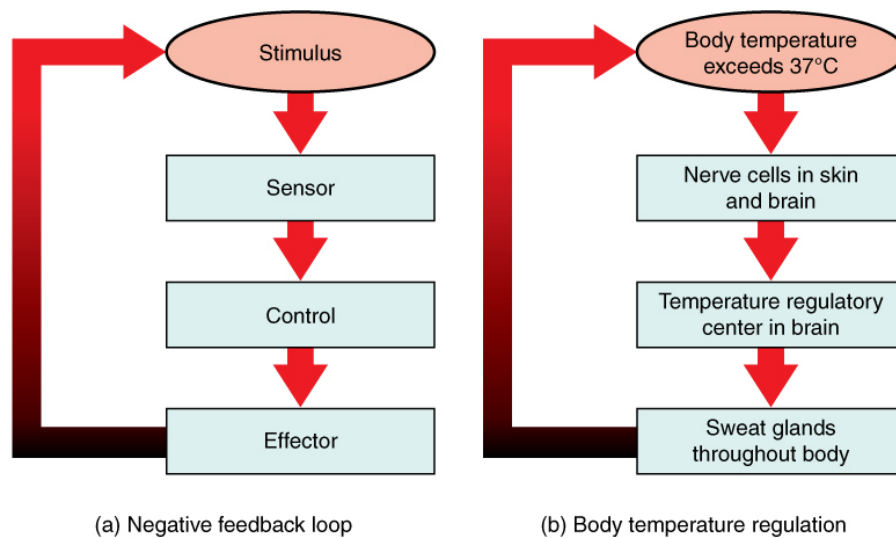 Stimulus
Sensor
Control
Effector
(a) Negative feedback loop
Body temperature
exceeds 37°C
Nerve cells in skin
and brain
Temperature regulatory
center in brain
Sweat glands
throughout body
(b) Body temperature regulation